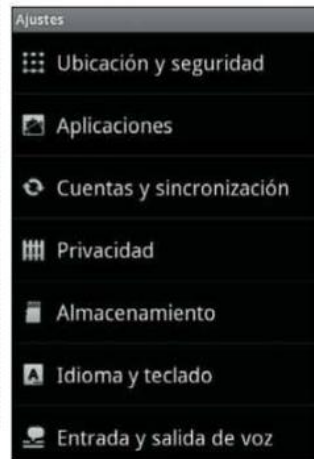 Ajustes
Ubicación y seguridad
Aplicaciones
Cuentas y sincronización
Privacidad
Almacenamiento
Idioma y teclado
Entrada y salida de voz